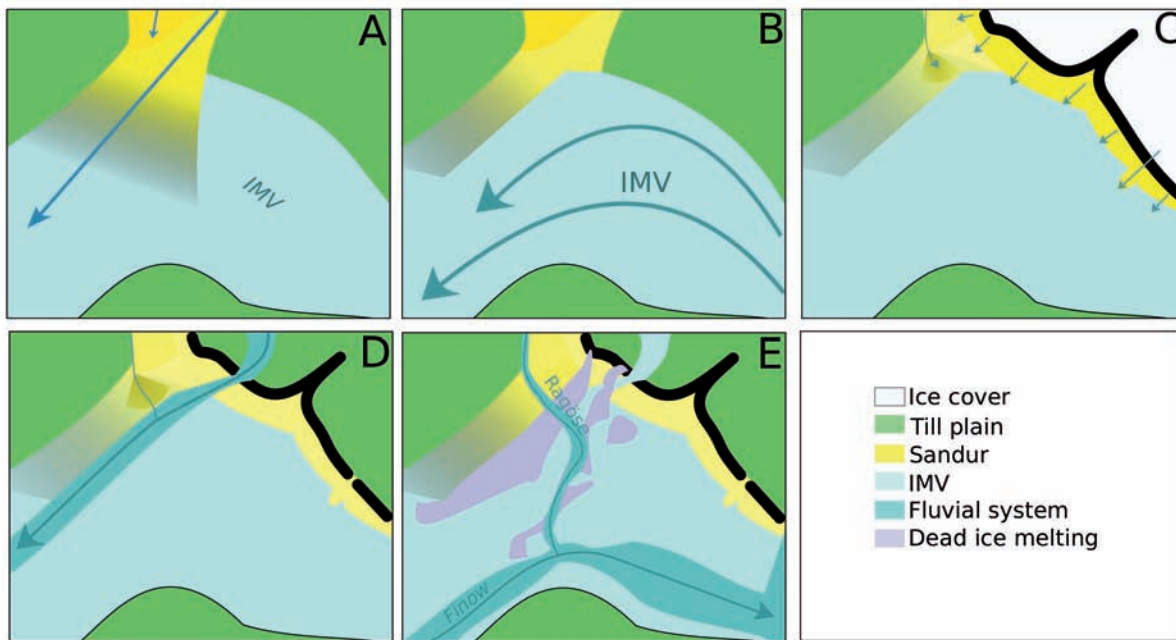 A
IMV
B
IMV
C
D
E
Ragöse
Finow
Ice cover
Till plain
Sandur
IMV
Fluvial system
Dead ice melting